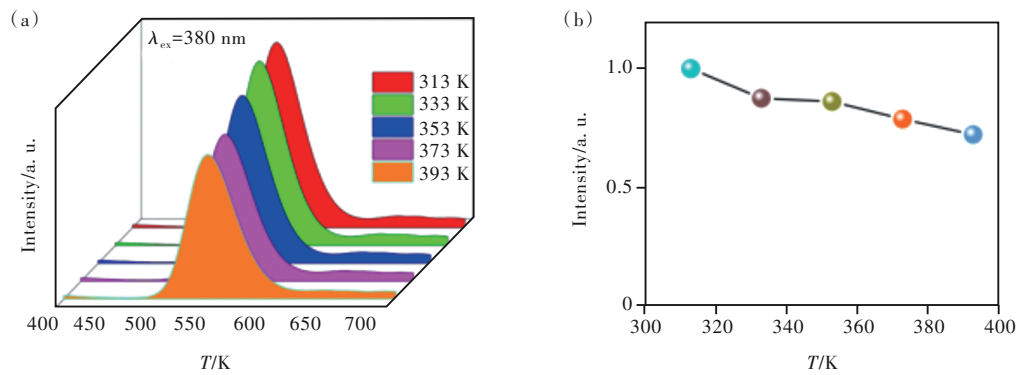 (a)
λex=380 nm
313 K
333 K
353 K
373 K
393 K
Intensity/a. u.
400 450 500 550 600 650 700
T/K
(b)
1.0
0.5
0
Intensity/a. u.
300 320 340 360 380 400
T/K